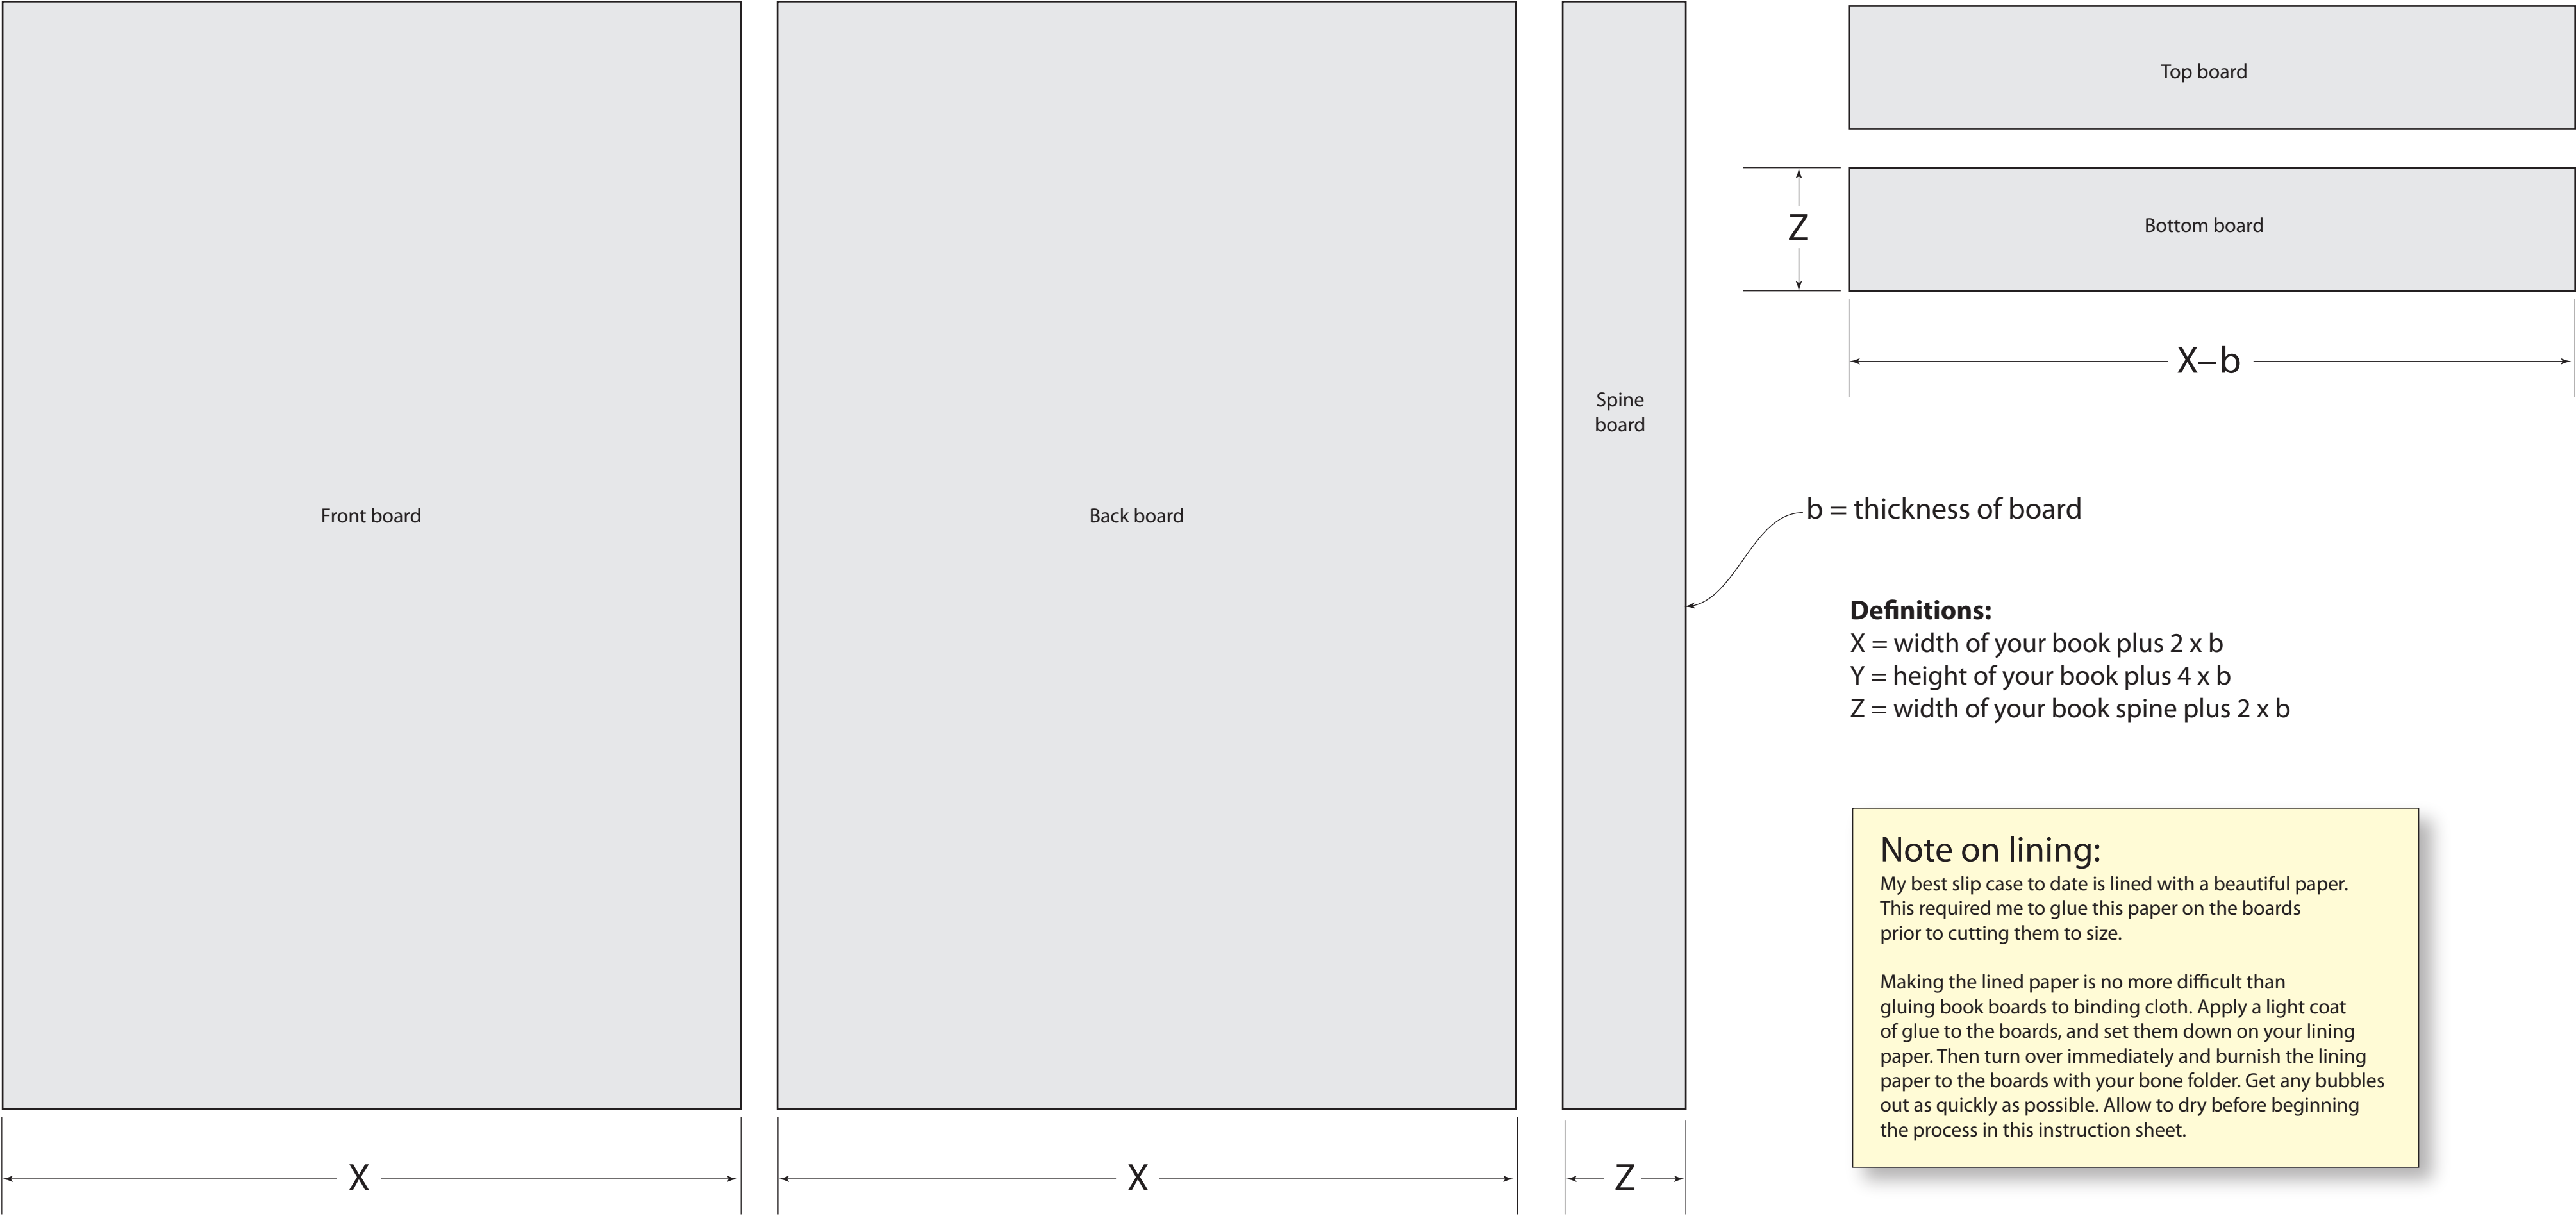 Front board
Back board
Spine
board
Top board
Bottom board
Z
X–b
b = thickness of board
Definitions:
X = width of your book plus 2 x b
Y = height of your book plus 4 x b
Z = width of your book spine plus 2 x b
Note on lining:
My best slip case to date is lined with a beautiful paper.
This required me to glue this paper on the boards
prior to cutting them to size.
Making the lined paper is no more difficult than
gluing book boards to binding cloth. Apply a light coat
of glue to the boards, and set them down on your lining
paper. Then turn over immediately and burnish the lining
paper to the boards with your bone folder. Get any bubbles
out as quickly as possible. Allow to dry before beginning
the process in this instruction sheet.
X
X
Z